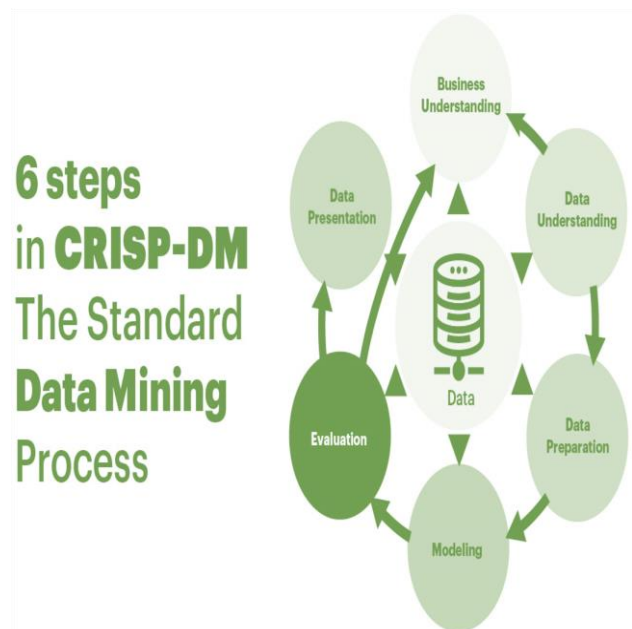 6 steps
in CRISP-DM
The Standard
Data Mining
Process
Business
Understanding
Data
Understanding
Data
Preparation
Modeling
Evaluation
Data
Presentation
Data